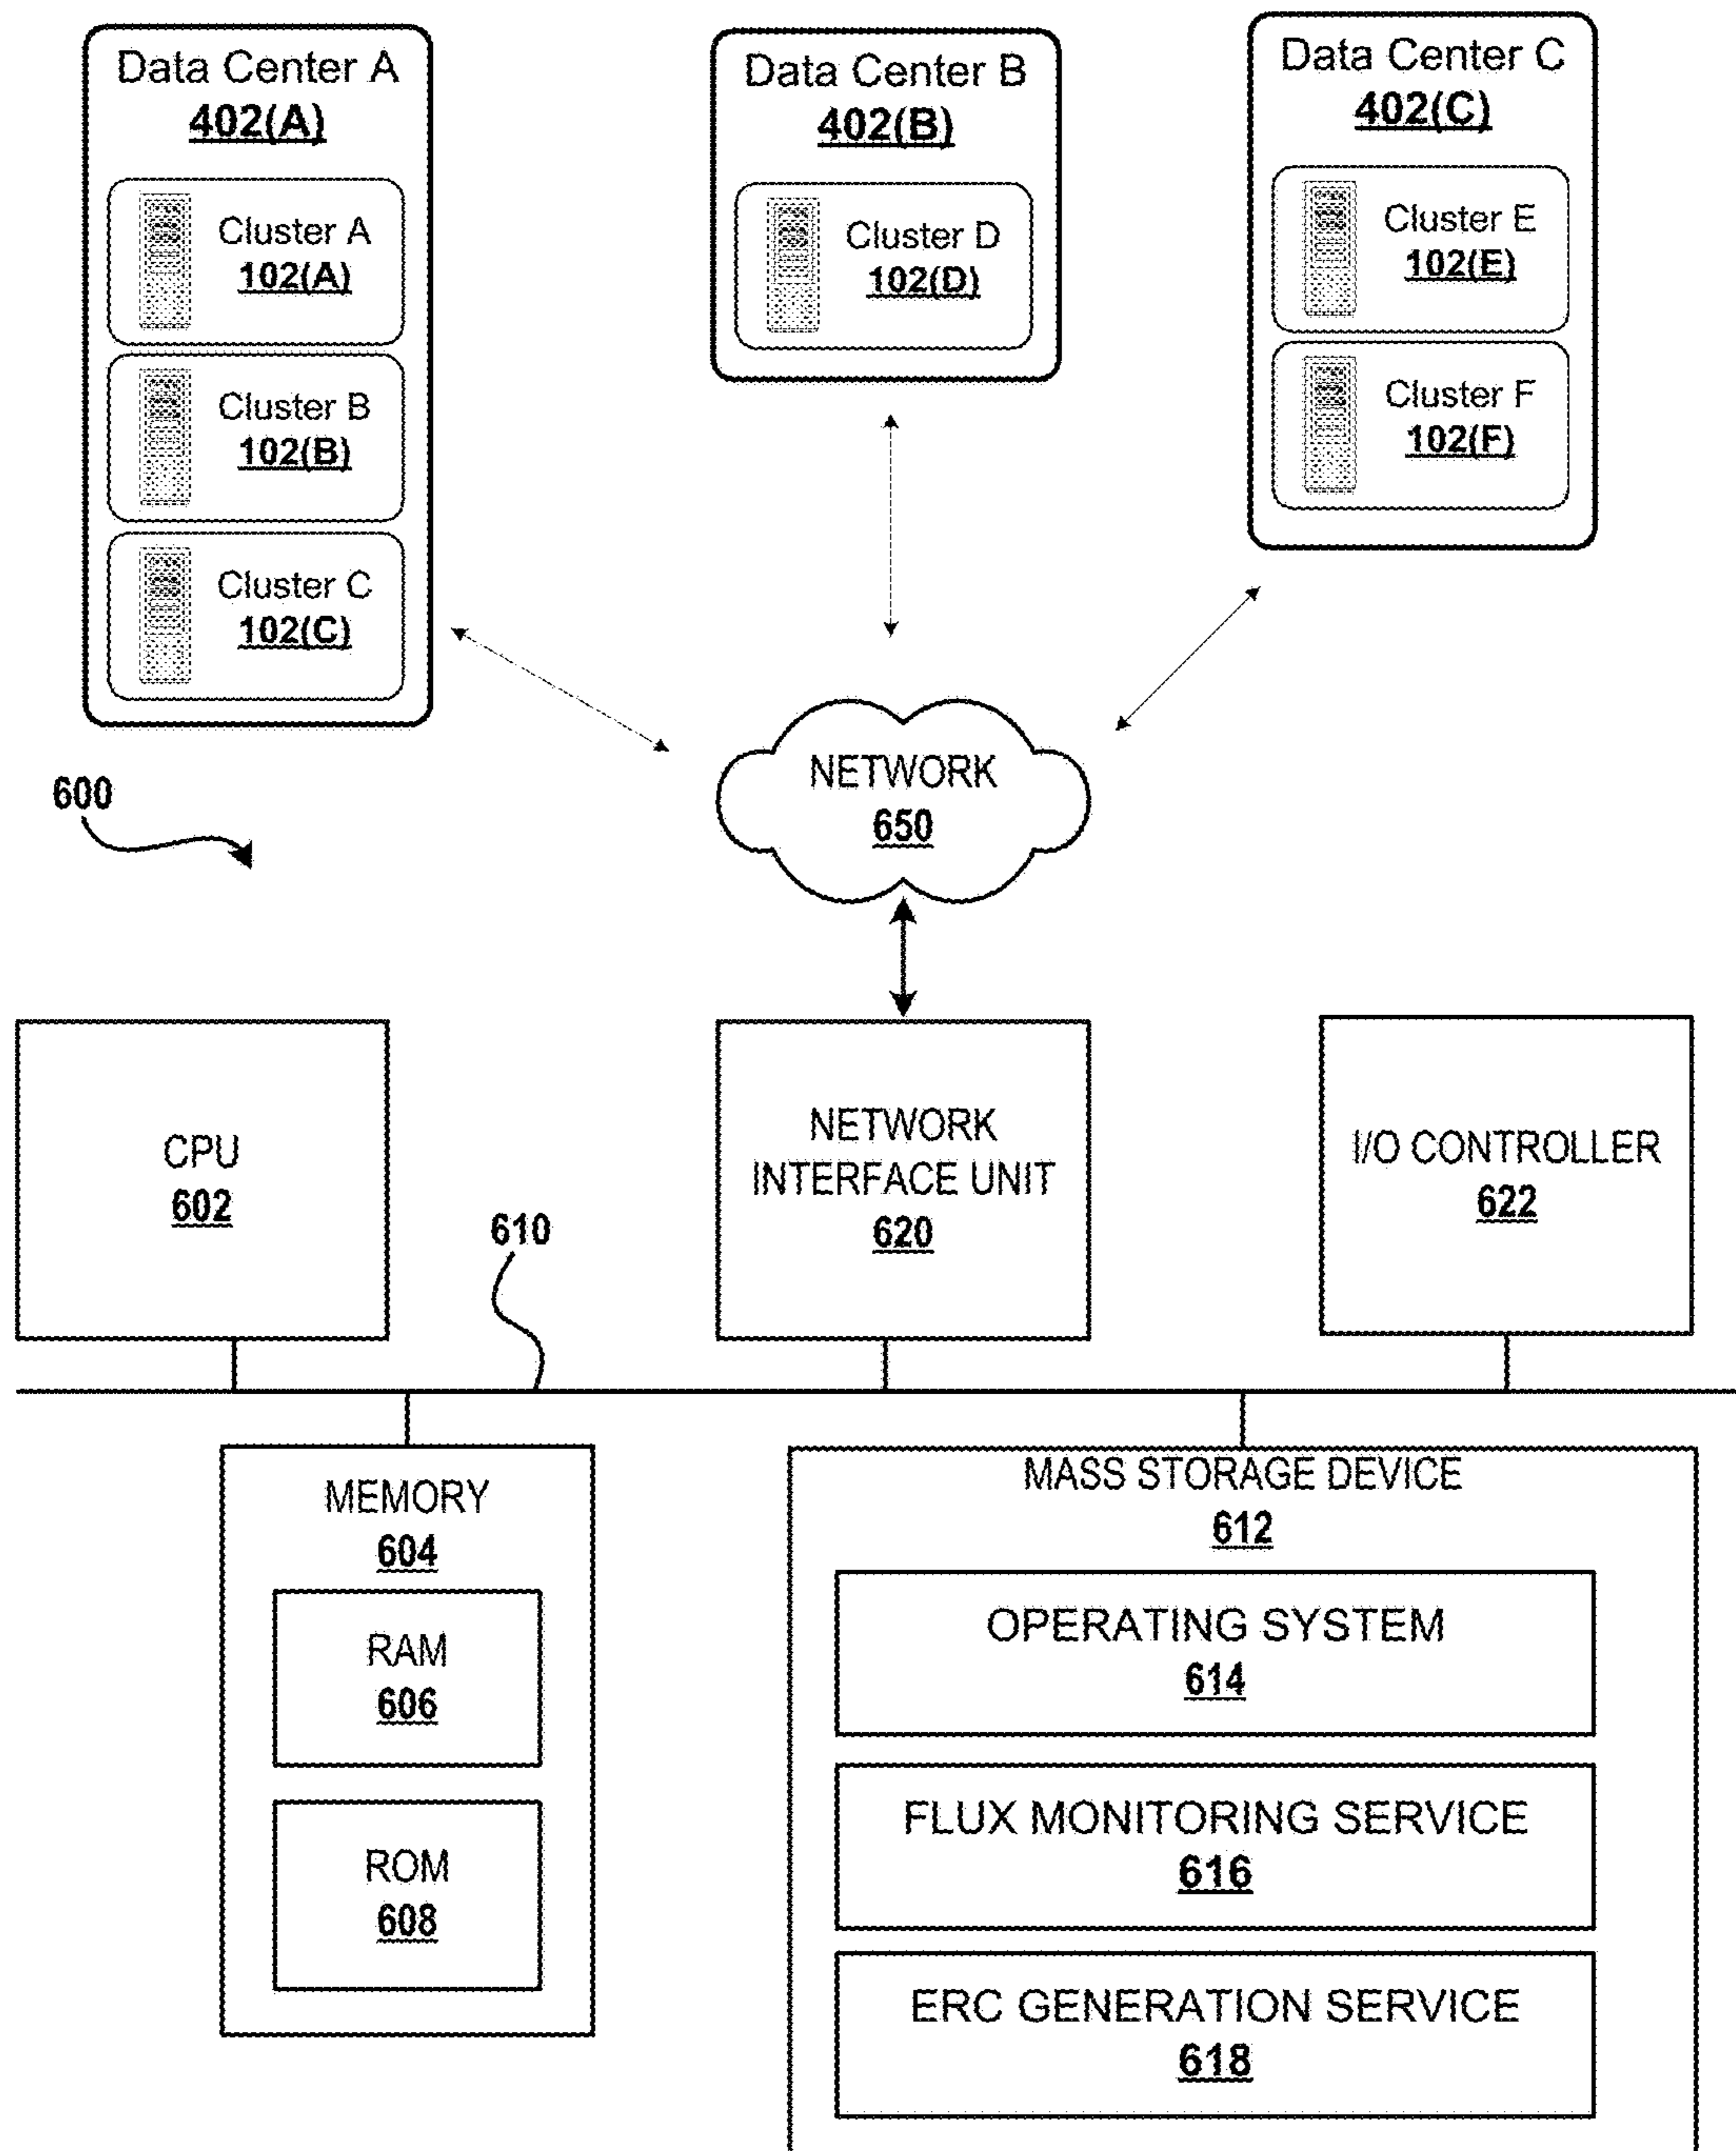 Data Center A
402(A)
Cluster A
102(A)
Cluster B
102(B)
Cluster C
102(C)
Data Center B
402(B)
Cluster D
102(D)
Data Center C
402(C)
Cluster E
102(E)
Cluster F
102(F)
600
NETWORK
650
CPU
602
NETWORK
INTERFACE UNIT
620
I/O CONTROLLER
622
610
MEMORY
604
RAM
606
ROM
608
MASS STORAGE DEVICE
612
OPERATING SYSTEM
614
FLUX MONITORING SERVICE
616
ERC GENERATION SERVICE
618